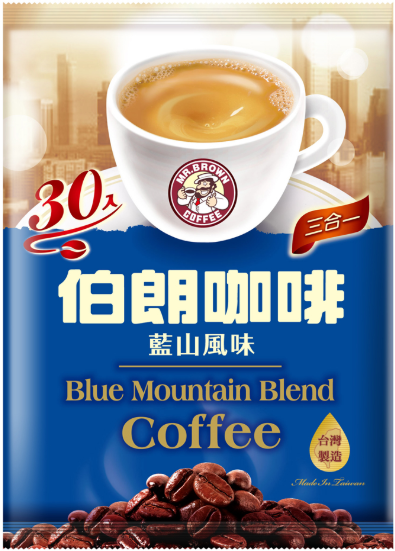 MR.BROWN
COFFEE
30入
三合一
伯朗咖啡
藍山風味
Blue Mountain Blend
Coffee
台灣
製造
Made In Taiwan